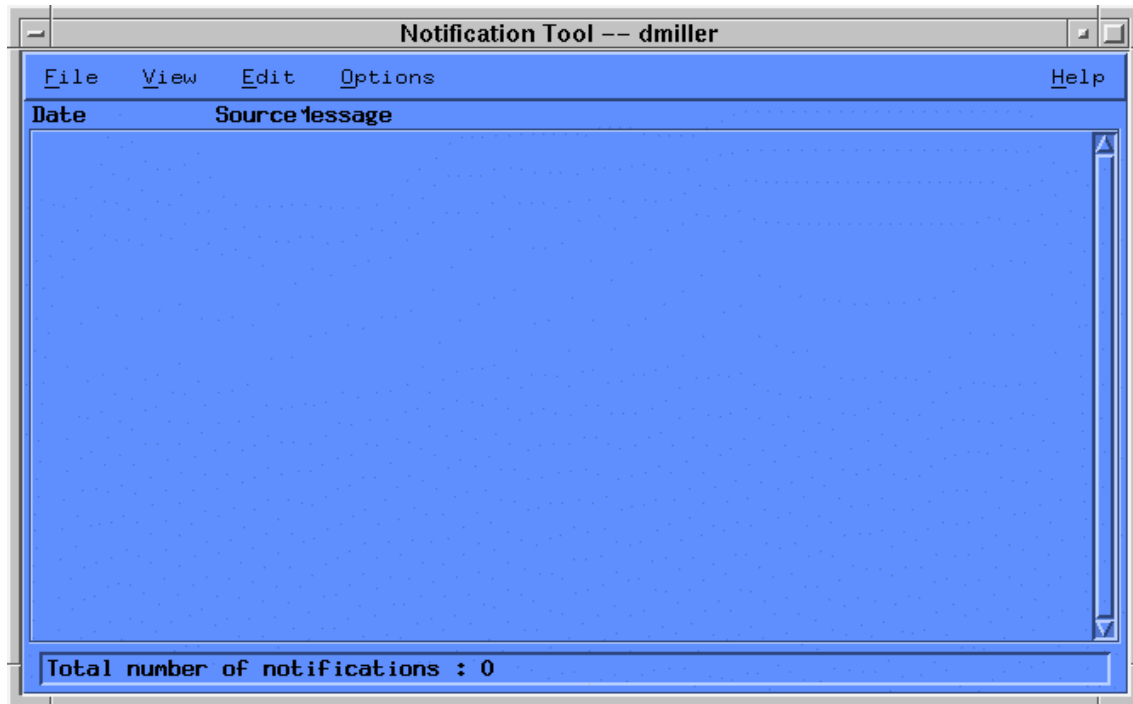 Notification Tool -- dmiller
File View Edit Options Help
Date Source Message
Total number of notifications : 0